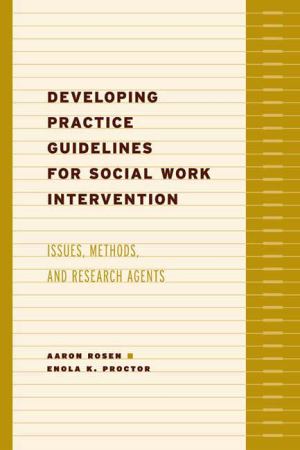 DEVELOPING
PRACTICE
GUIDELINES
FOR SOCIAL WORK
INTERVENTION
ISSUES, METHODS,
AND RESEARCH AGENTS
AARON ROSEN
ENOLA K. PROCTOR